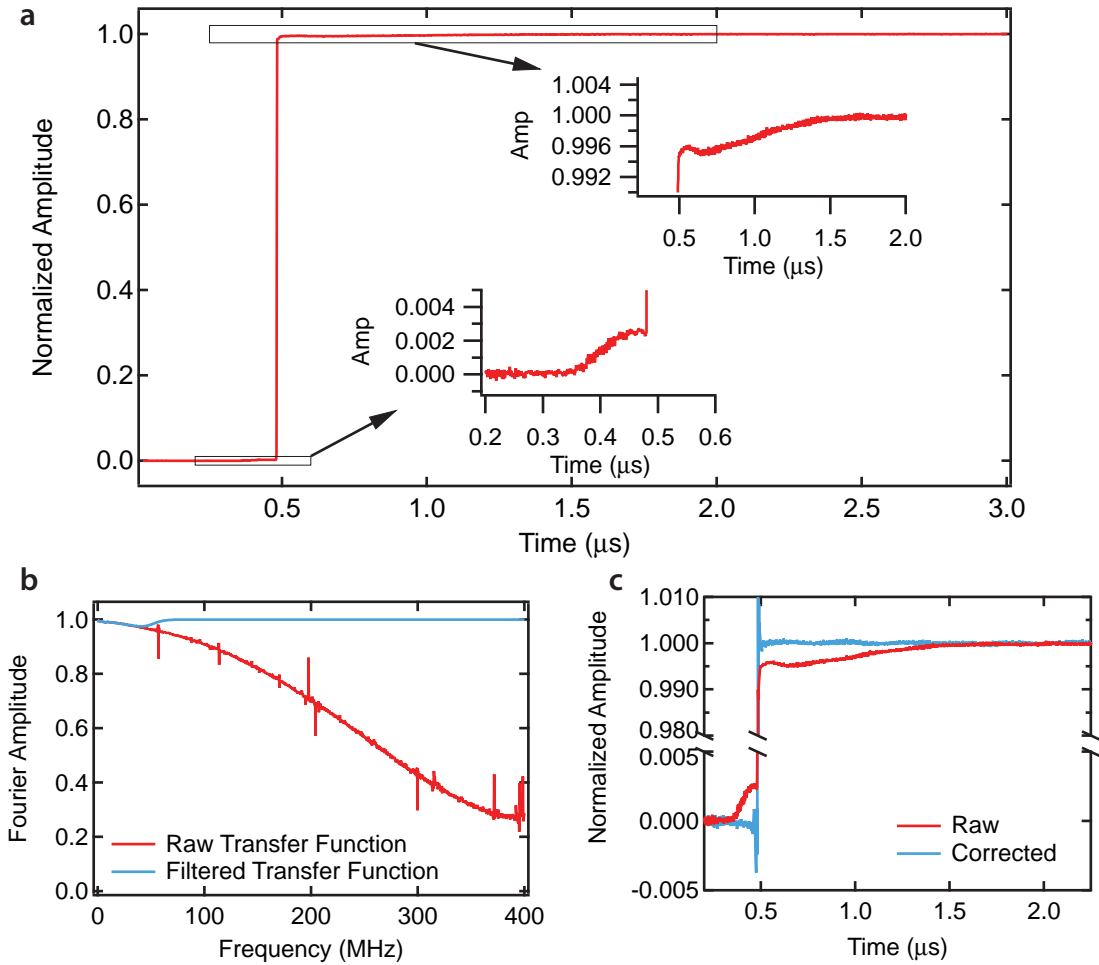 a
1.0
0.8
0.6
0.4
0.2
0.0
Normalized Amplitude
0.5
1.0
1.5
2.0
2.5
3.0
Time (μs)
1.004
1.000
0.996
0.992
Amp
0.5
1.0
1.5
2.0
Time (μs)
0.004
0.002
0.000
Amp
0.2
0.3
0.4
0.5
0.6
Time (μs)
b
1.0
0.8
0.6
0.4
0.2
0.0
Fourier Amplitude
Raw Transfer Function
Filtered Transfer Function
0
100
200
300
400
Frequency (MHz)
c
1.010
1.000
0.990
0.980
0.005
0.000
-0.005
Normalized Amplitude
Raw
Corrected
0.5
1.0
1.5
2.0
Time (μs)